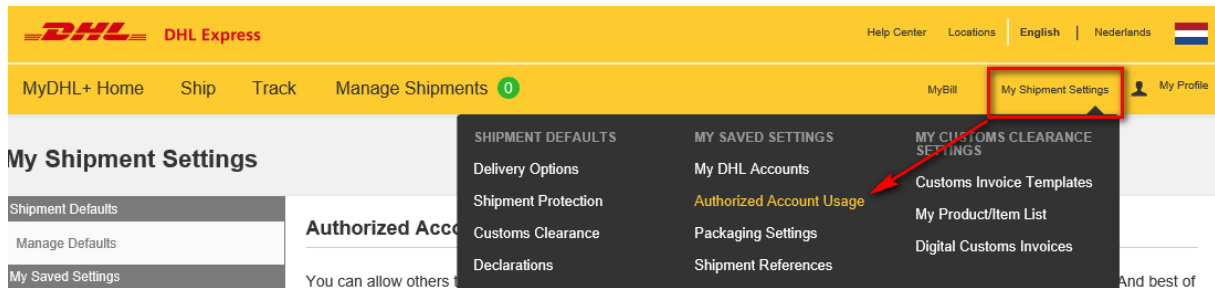 DHL DHL Express
Help Center Locations English | Nederlands
MyDHL+ Home Ship Track Manage Shipments 0
MyBill My Shipment Settings My Profile
My Shipment Settings
Shipment Defaults
Manage Defaults
My Saved Settings
Authorized Acco
You can allow others t
And best of
SHIPMENT DEFAULTS
Delivery Options
Shipment Protection
Customs Clearance
Declarations
MY SAVED SETTINGS
My DHL Accounts
Authorized Account Usage
Packaging Settings
Shipment References
MY CUSTOMS CLEARANCE
SETTINGS
Customs Invoice Templates
My Product/Item List
Digital Customs Invoices